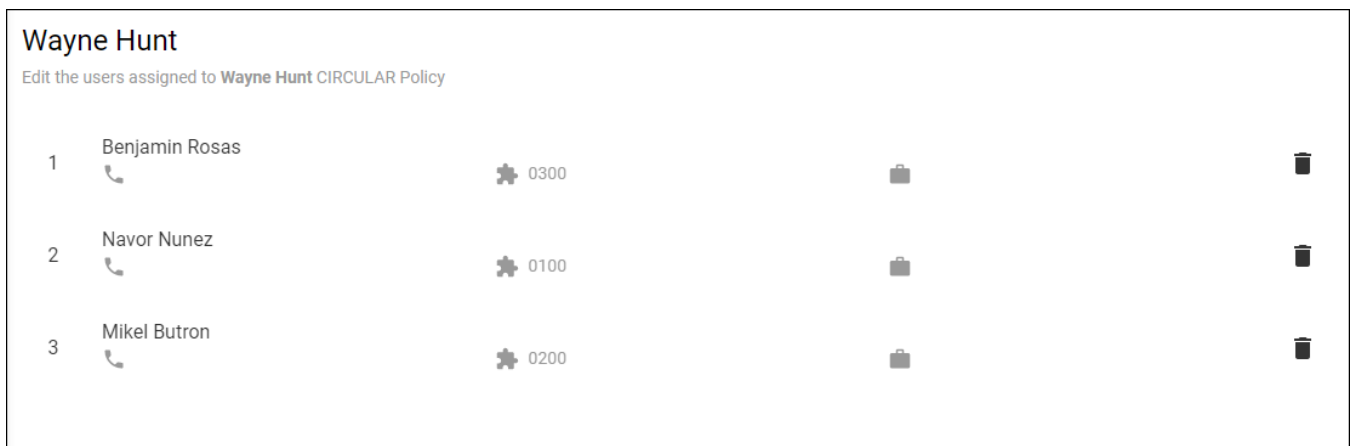 Wayne Hunt
Edit the users assigned to Wayne Hunt CIRCULAR Policy
1
Benjamin Rosas
0300
2
Navor Nunez
0100
3
Mikel Butron
0200